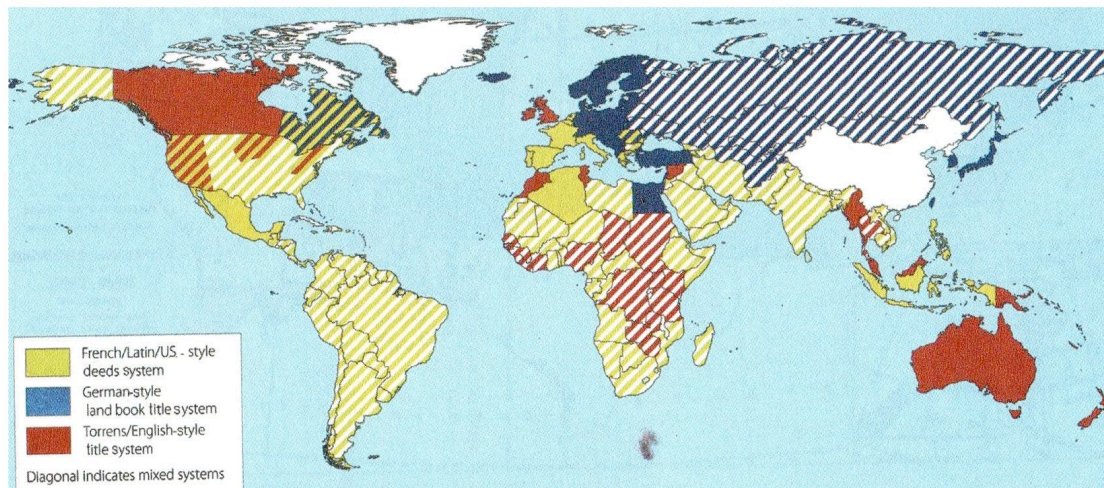 French/Latin/US. - style
deeds system
German-style
land book title system
Torrens/English-style
title system
Diagonal indicates mixed systems